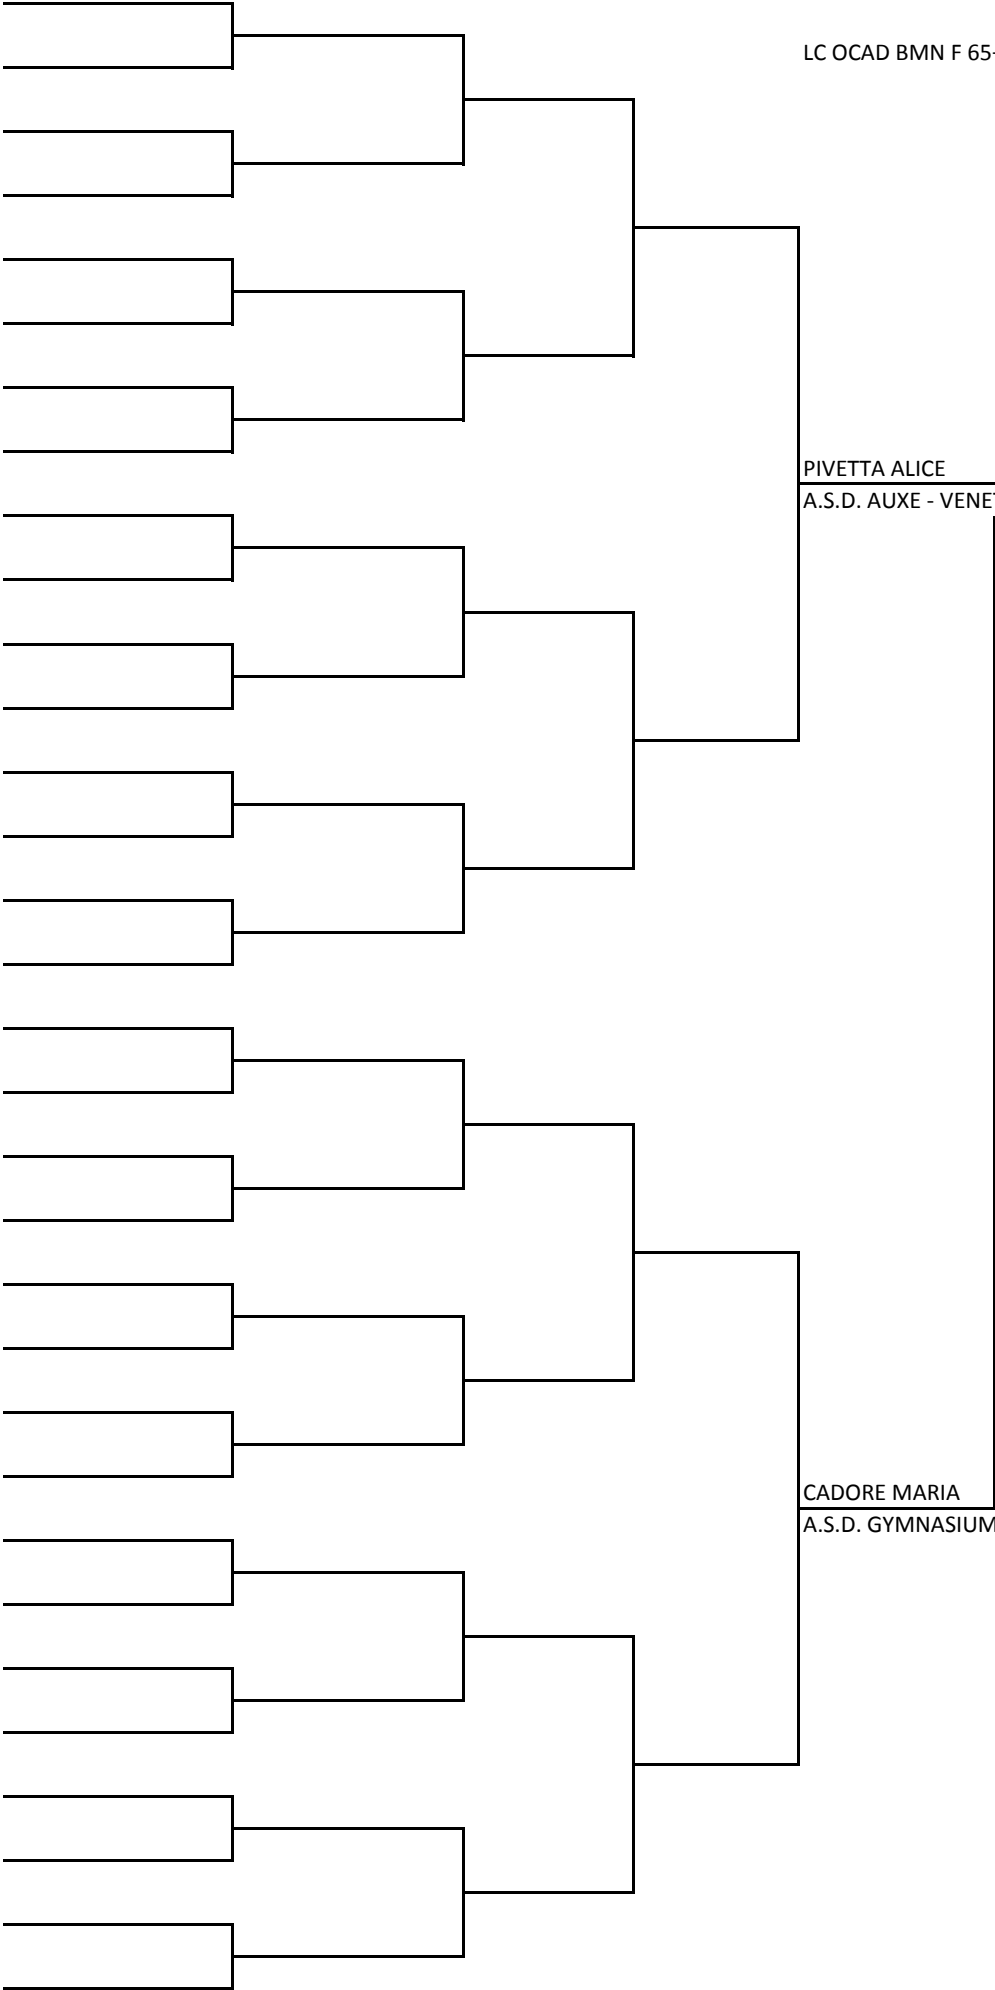 LC OCAD BMN F 65-
PIVETTA ALICE
A.S.D. AUXE - VENE
CADORE MARIA
A.S.D. GYMNASIUM